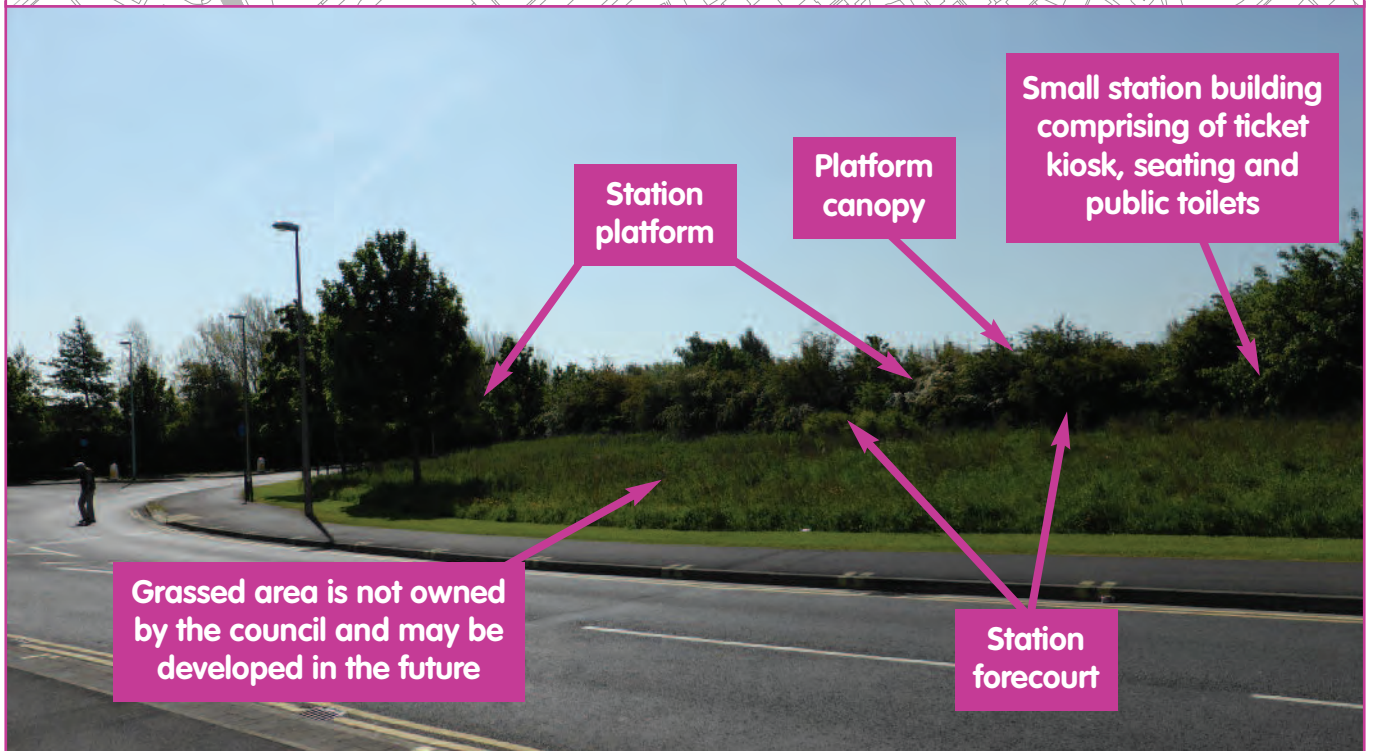 Small station building
comprising of ticket
kiosk, seating and
public toilets
Platform
canopy
Station
platform
Grassed area is not owned
by the council and may be
developed in the future
Station
forecourt